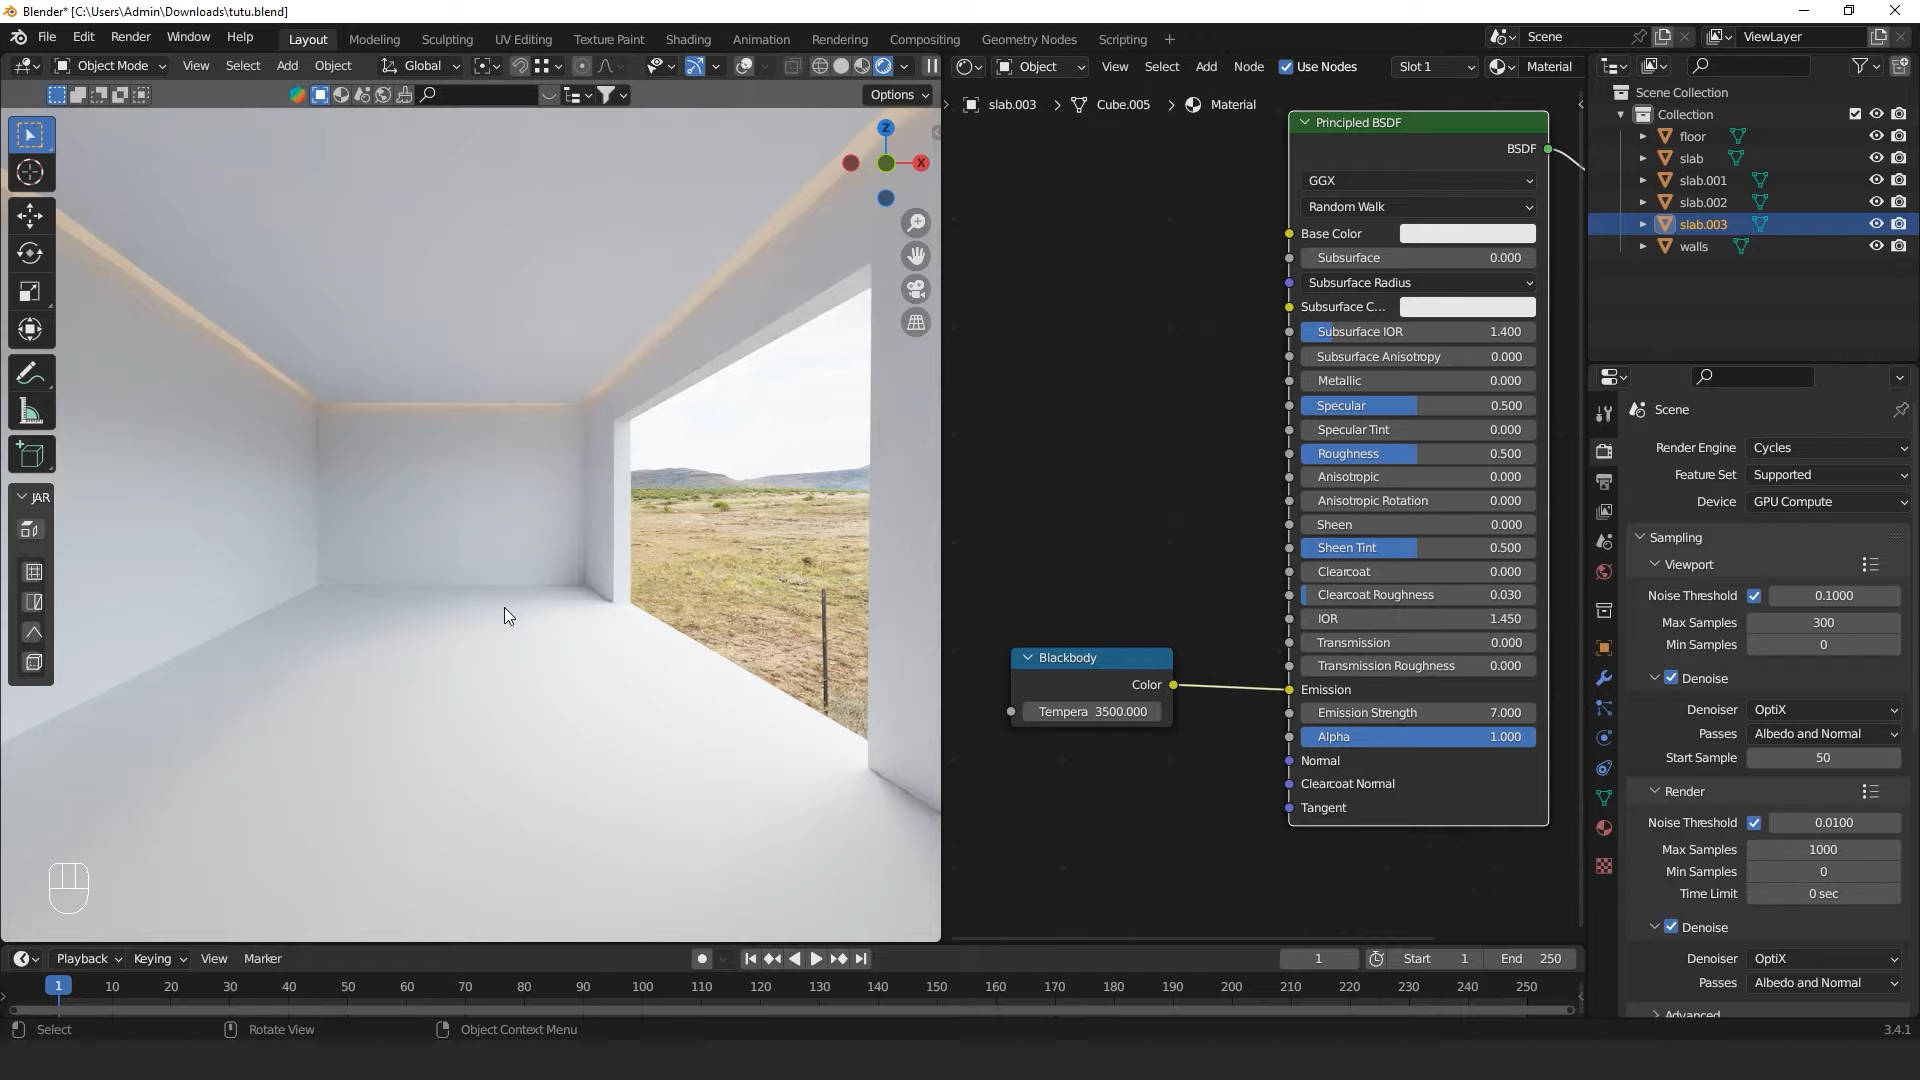 Blender* [C:\Users\Admin\Downloads\tutu.blend]
File Edit Render Window Help Layout Modeling Sculpting UV Editing Texture Paint Shading Animation Rendering Compositing Geometry Nodes Scripting + Scene ViewLayer
Object Mode View Select Add Object Global Object View Select Add Node Use Nodes Slot 1 Material
Options
slab.003 > Cube.005 > Material
Scene Collection
Collection
floor
slab
slab.001
slab.002
slab.003
walls
Z
X
JAR
Principled BSDF
BSDF
GGX
Random Walk
Base Color
Subsurface 0.000
Subsurface Radius
Subsurface C...
Subsurface IOR 1.400
Subsurface Anisotropy 0.000
Metallic 0.000
Specular 0.500
Specular Tint 0.000
Roughness 0.500
Anisotropic 0.000
Anisotropic Rotation 0.000
Sheen 0.000
Sheen Tint 0.500
Clearcoat 0.000
Clearcoat Roughness 0.030
IOR 1.450
Transmission 0.000
Transmission Roughness 0.000
Emission
Emission Strength 7.000
Alpha 1.000
Normal
Clearcoat Normal
Tangent
Blackbody
Color
Tempera 3500.000
Scene
Render Engine Cycles
Feature Set Supported
Device GPU Compute
Sampling
Viewport
Noise Threshold 0.1000
Max Samples 300
Min Samples 0
Denoise
Denoiser OptiX
Passes Albedo and Normal
Start Sample 50
Render
Noise Threshold 0.0100
Max Samples 1000
Min Samples 0
Time Limit 0 sec
Denoise
Denoiser OptiX
Passes Albedo and Normal
Advanced
Playback Keying View Marker 1 Start 1 End 250
1 10 20 30 40 50 60 70 80 90 100 110 120 130 140 150 160 170 180 190 200 210 220 230 240 250
Select Rotate View Object Context Menu 3.4.1